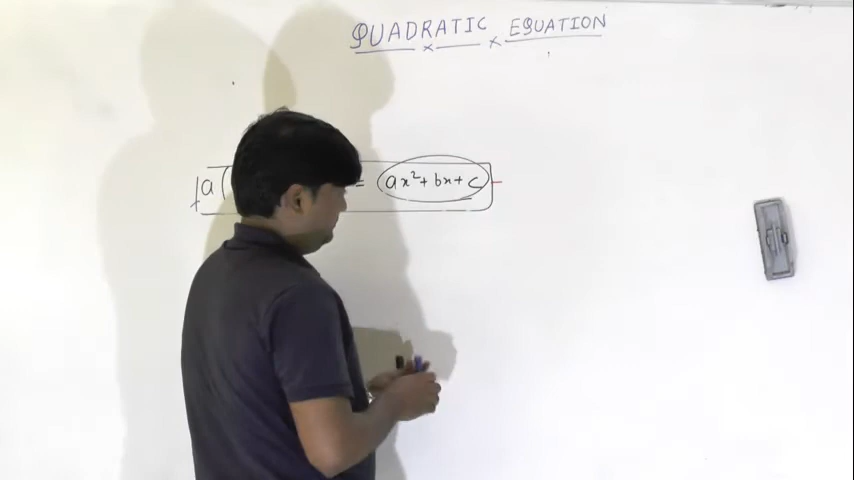 QUADRATIC EQUATION
a( = (ax²+bx+c)